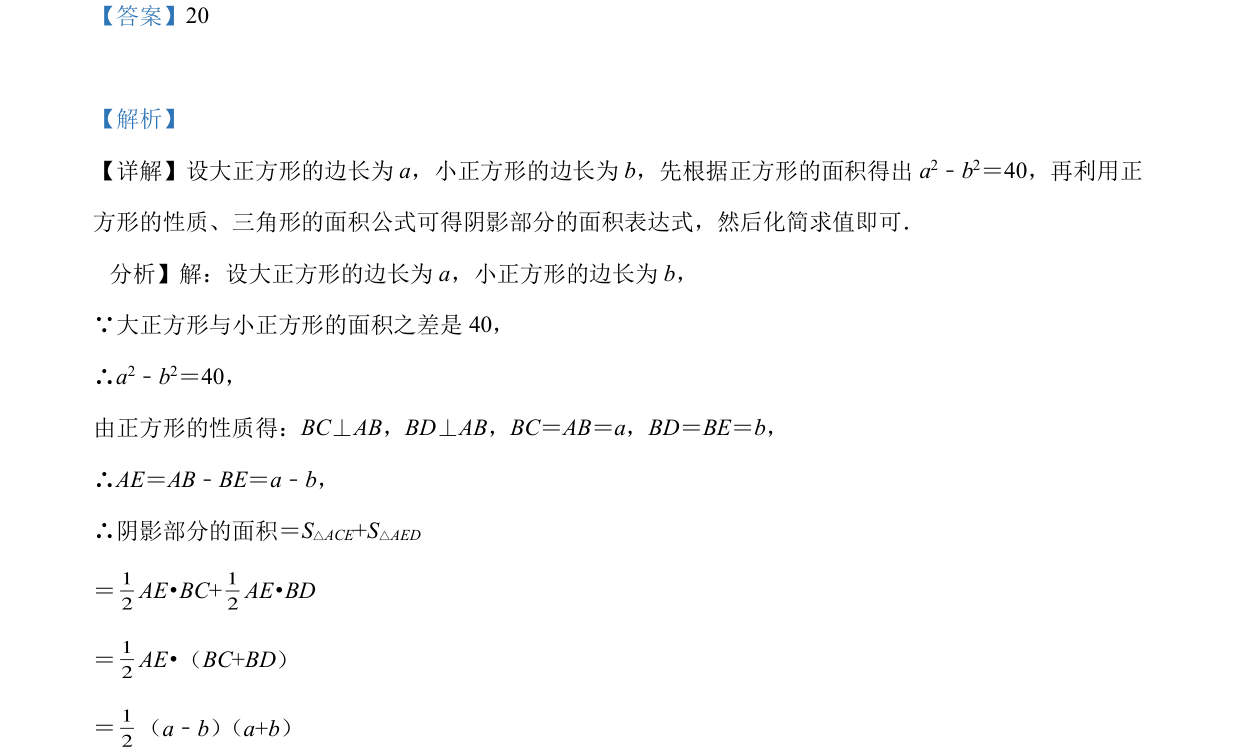 【答案】20
【解析】
【详解】设大正方形的边长为 a，小正方形的边长为 b，先根据正方形的面积得出 a²﹣b²＝40，再利用正
方形的性质、三角形的面积公式可得阴影部分的面积表达式，然后化简求值即可．
分析】解：设大正方形的边长为 a，小正方形的边长为 b，
∵大正方形与小正方形的面积之差是 40，
∴a²﹣b²＝40，
由正方形的性质得：BC⊥AB，BD⊥AB，BC＝AB＝a，BD＝BE＝b，
∴AE＝AB﹣BE＝a﹣b，
∴阴影部分的面积＝S△ACE+S△AED
＝1/2 AE•BC+1/2 AE•BD
＝1/2 AE•（BC+BD）
＝1/2（a﹣b）（a+b）